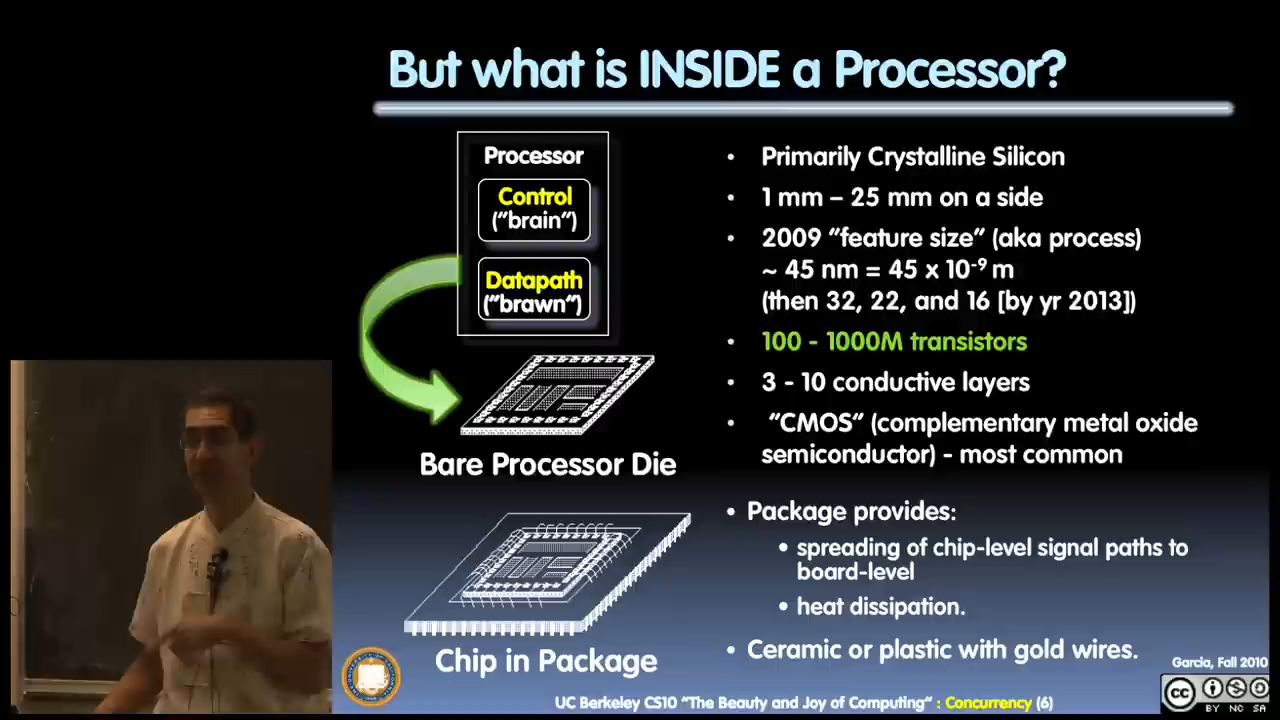 But what is INSIDE a Processor?
Processor
Control
("brain")
Datapath
("brawn")
Bare Processor Die
Chip in Package
• Primarily Crystalline Silicon
• 1 mm – 25 mm on a side
• 2009 "feature size" (aka process)
~ 45 nm = 45 x 10⁻⁹ m
(then 32, 22, and 16 [by yr 2013])
• 100 - 1000M transistors
• 3 - 10 conductive layers
• "CMOS" (complementary metal oxide
semiconductor) - most common
• Package provides:
• spreading of chip-level signal paths to
board-level
• heat dissipation.
• Ceramic or plastic with gold wires.
Garcia, Fall 2010
UC Berkeley CS10 "The Beauty and Joy of Computing" : Concurrency (6)
cc
BY NC SA